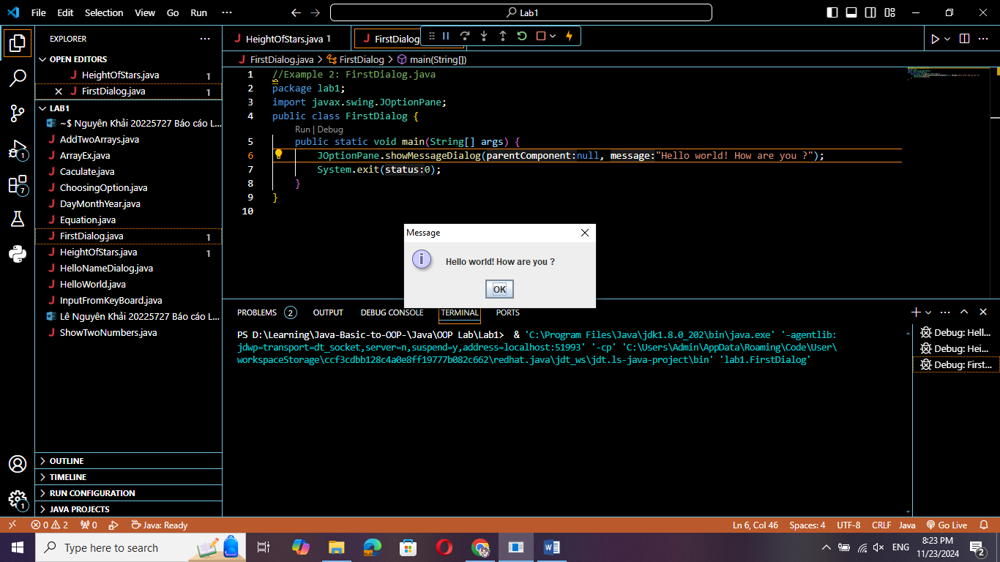 File Edit Selection View Go Run ···
Lab1
EXPLORER ···
OPEN EDITORS
HeightOfStars.java 1
FirstDialog.java 1
LAB1
~$ Nguyên Khải 20225727 Báo cáo L...
AddTwoArrays.java
ArrayEx.java
Caculate.java
ChoosingOption.java
DayMonthYear.java
Equation.java
FirstDialog.java 1
HeightOfStars.java 1
HelloNameDialog.java
HelloWorld.java
InputFromKeyBoard.java
Lê Nguyên Khải 20225727 Báo cáo L...
ShowTwoNumbers.java
OUTLINE
TIMELINE
RUN CONFIGURATION
JAVA PROJECTS
1
7
1
HeightOfStars.java 1
FirstDialog
FirstDialog.java > FirstDialog > main(String[])
1 //Example 2: FirstDialog.java
2 package lab1;
3 import javax.swing.JOptionPane;
4 public class FirstDialog {
Run | Debug
5 public static void main(String[] args) {
6 JOptionPane.showMessageDialog(parentComponent:null, message:"Hello world! How are you ?");
7 System.exit(status:0);
8 }
9 }
10
Message
Hello world! How are you ?
OK
PROBLEMS 2 OUTPUT DEBUG CONSOLE TERMINAL PORTS
PS D:\Learning\Java-Basic-to-OOP-\Java\OOP Lab\Lab1> & 'C:\Program Files\Java\jdk1.8.0_202\bin\java.exe' '-agentlib:
jdwp=transport=dt_socket,server=n,suspend=y,address=localhost:51993' '-cp' 'C:\Users\Admin\AppData\Roaming\Code\User\
workspaceStorage\ccf3cdbb128c4a0e8ff19777b082c662\redhat.java\jdt_ws\jdt.ls-java-project\bin' 'lab1.FirstDialog'
Debug: Hell...
Debug: Hei...
Debug: First...
0 2 0 Java: Ready
Ln 6, Col 46 Spaces: 4 UTF-8 CRLF Java Go Live
Type here to search
ENG
8:23 PM
11/23/2024
2